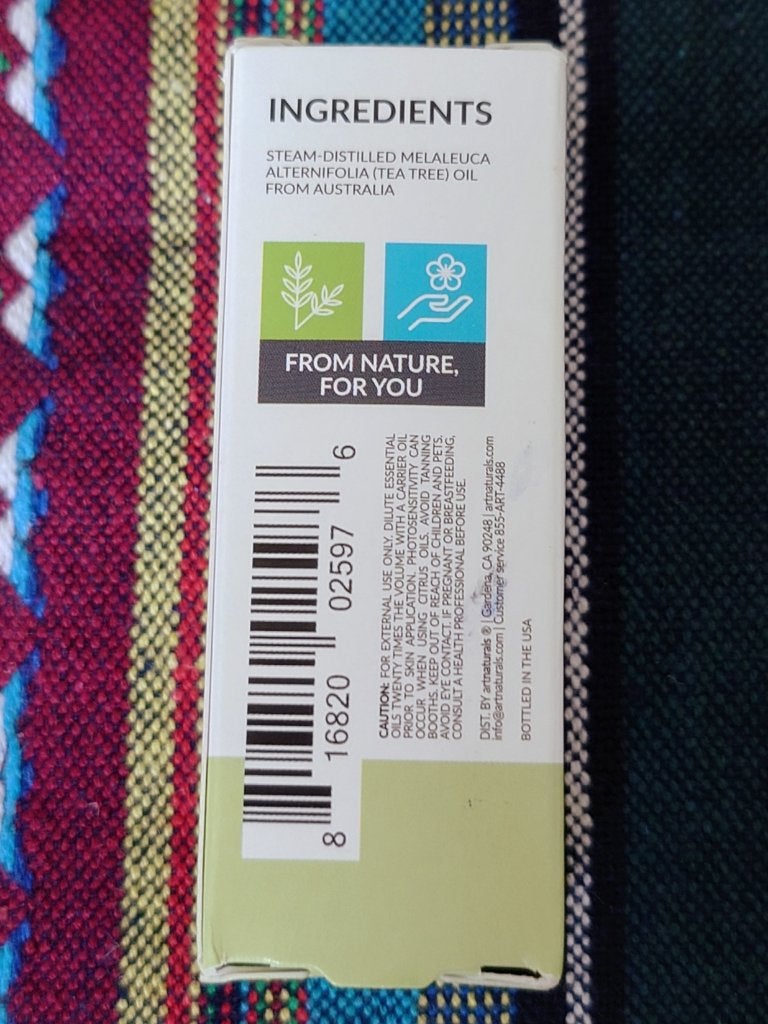 INGREDIENTS
STEAM-DISTILLED MELALEUCA
ALTERNIFOLIA (TEA TREE) OIL
FROM AUSTRALIA
FROM NATURE,
FOR YOU
8 16820 02597 6
CAUTION: FOR EXTERNAL USE ONLY. DILUTE ESSENTIAL
OILS TWENTY TIMES THE VOLUME WITH A CARRIER OIL
PRIOR TO SKIN APPLICATION. PHOTOSENSITIVITY CAN
OCCUR WHEN USING CITRUS OILS. AVOID TANNING
BOOTHS. KEEP OUT OF REACH OF CHILDREN AND PETS.
AVOID EYE CONTACT. IF PREGNANT OR BREASTFEEDING,
CONSULT A HEALTH PROFESSIONAL BEFORE USE.
DIST. BY artnaturals ® | Gardena, CA 90248 | artnaturals.com
info@artnaturals.com | Customer service 855-ART-4488
BOTTLED IN THE USA